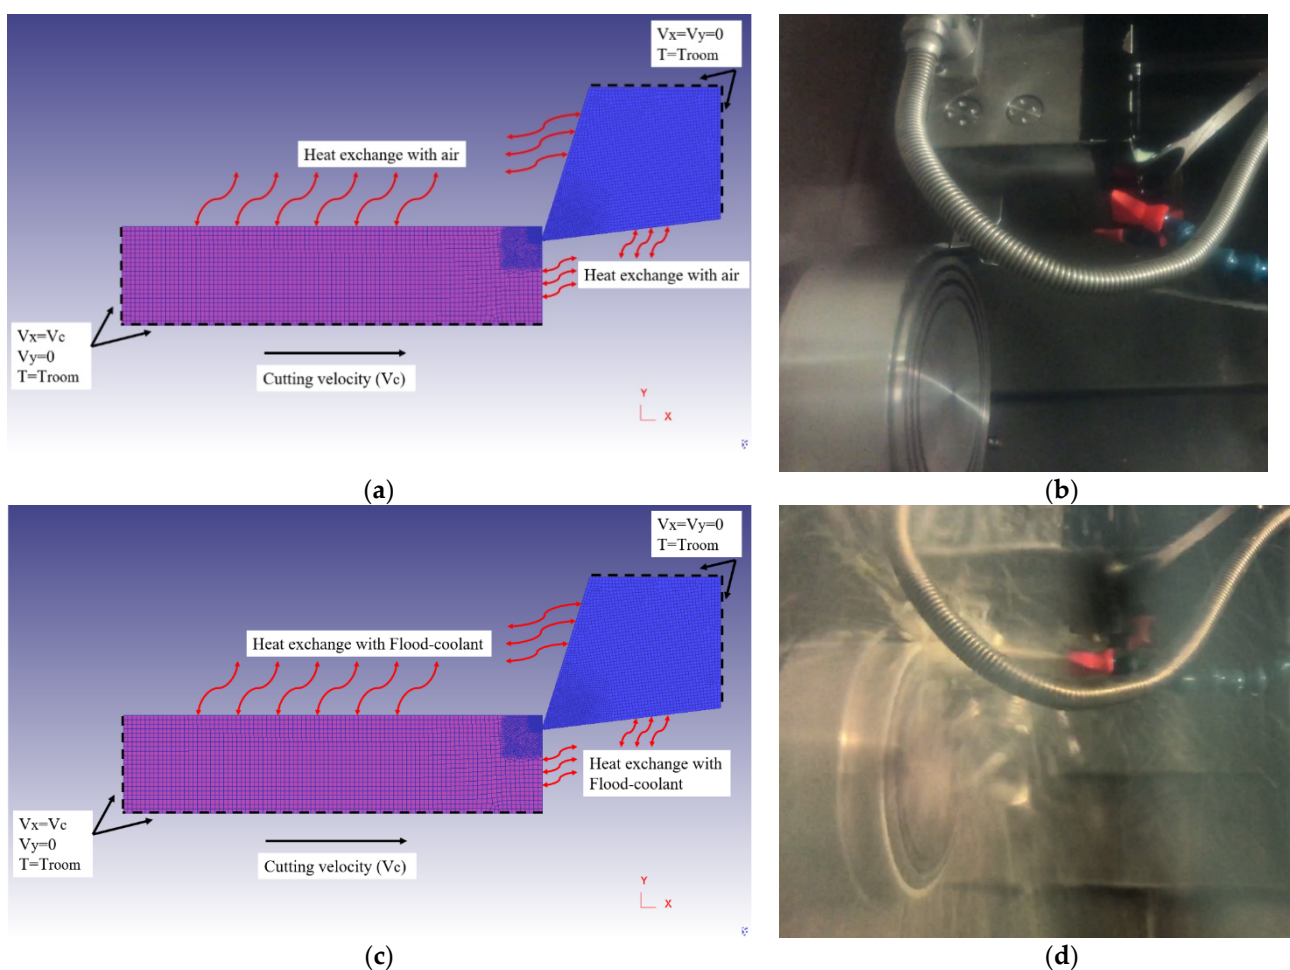 Vx=Vy=0
T=Troom
Heat exchange with air
Heat exchange with air
Vx=Vc
Vy=0
T=Troom
Cutting velocity (Vc)
Y
X
(a)
(b)
Vx=Vy=0
T=Troom
Heat exchange with Flood-coolant
Heat exchange with
Flood-coolant
Vx=Vc
Vy=0
T=Troom
Cutting velocity (Vc)
Y
X
(c)
(d)